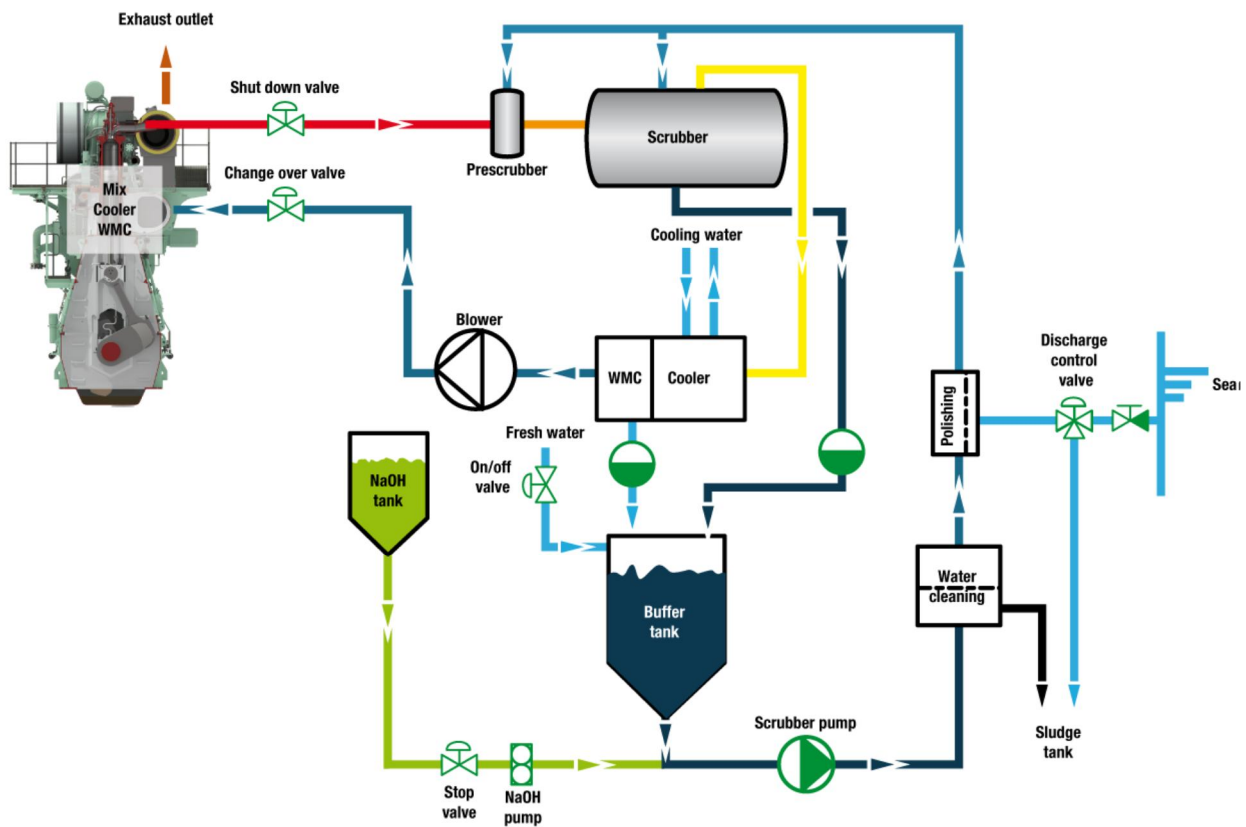 Exhaust outlet
Shut down valve
Scrubber
Prescrubber
Change over valve
Mix
Cooler
WMC
Cooling water
Blower
WMC
Cooler
Discharge
control
valve
Sea
Polishing
Fresh water
On/off
valve
NaOH
tank
Water
cleaning
Buffer
tank
Scrubber pump
Sludge
tank
Stop
valve
NaOH
pump